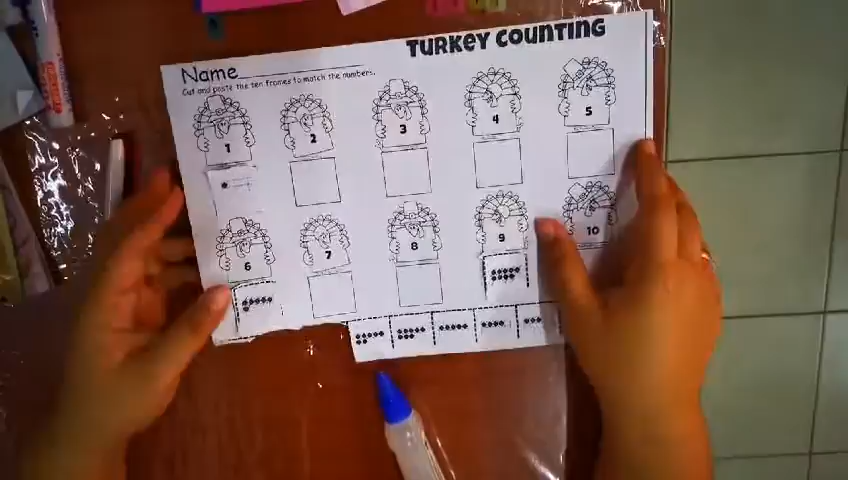 TURKEY COUNTING
Name
Cut and paste the ten frames to match the numbers.
1 2 3 4 5
6 7 8 9 10